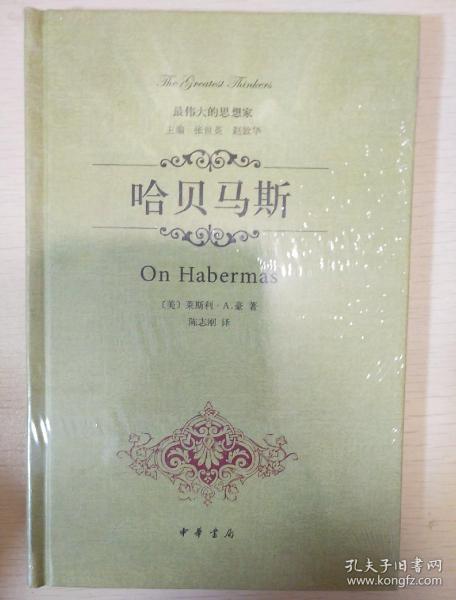 The Greatest Thinkers
最伟大的思想家
主编 张世英 赵敦华
哈贝马斯
On Habermas
〔美〕莱斯利·A.豪 著
陈志刚 译
中華書局
孔夫子旧书网
www.kongfz.com